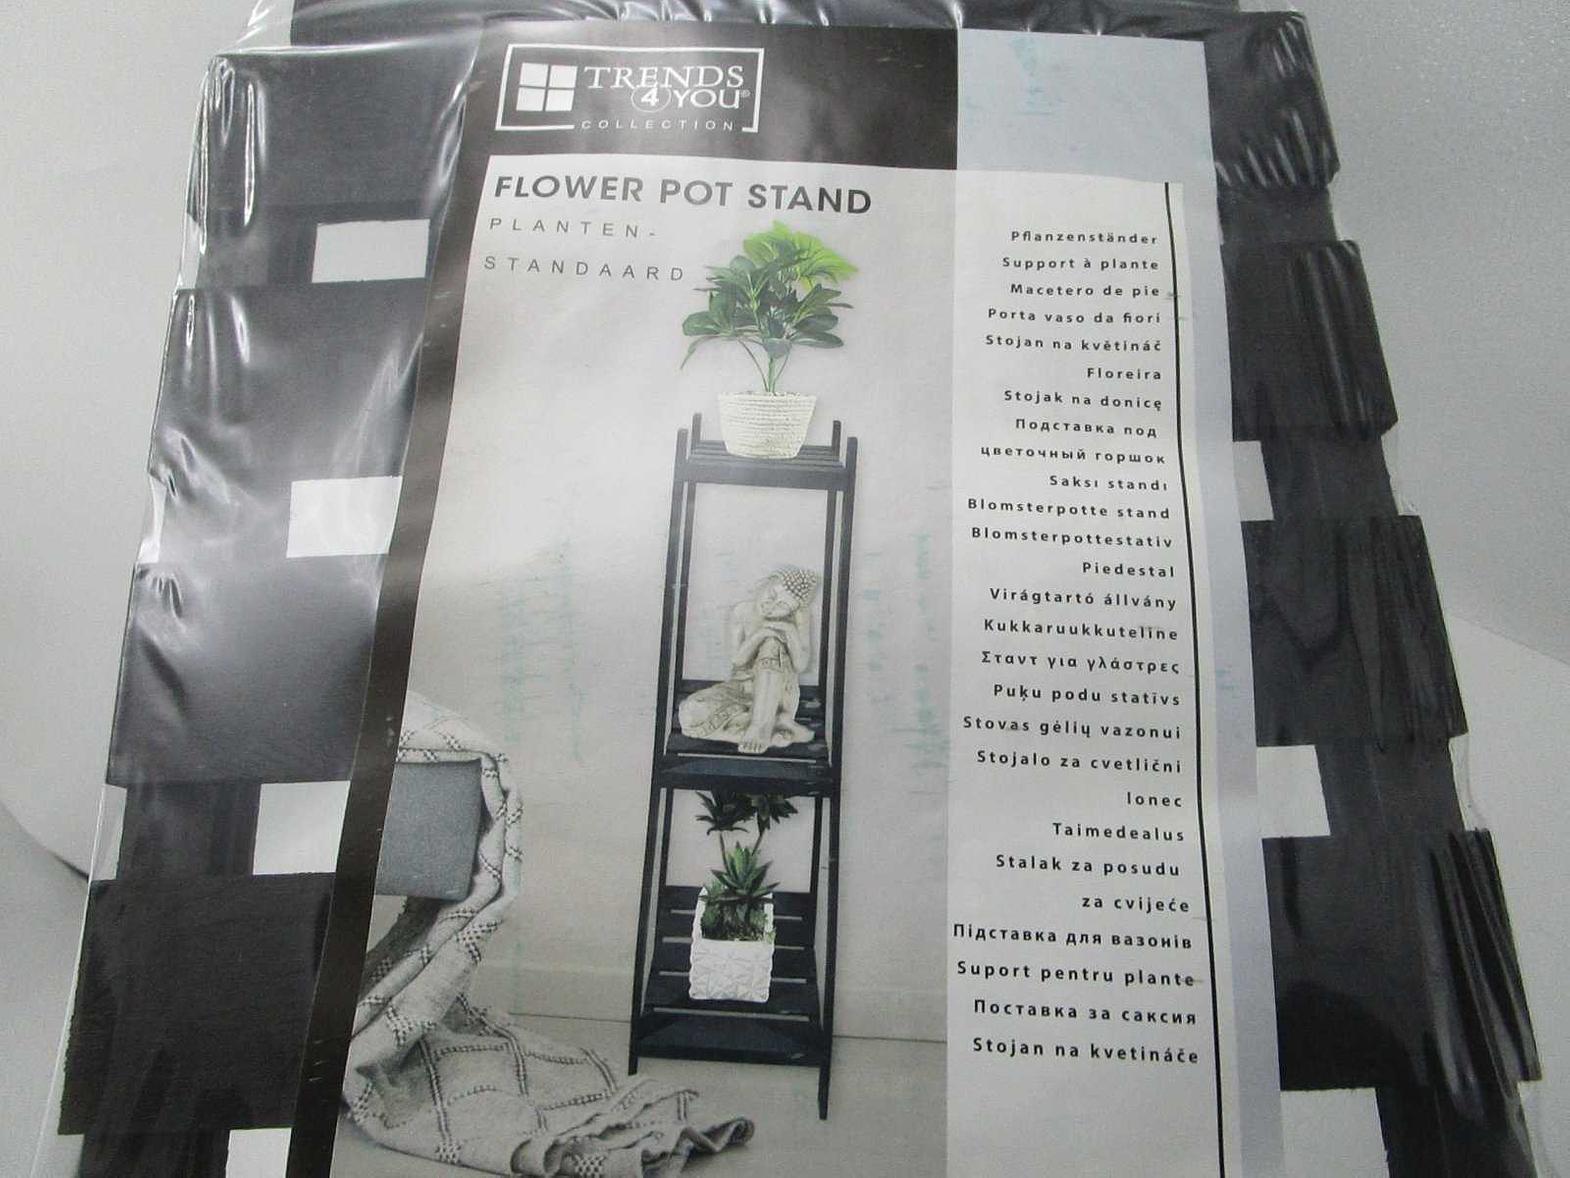 TRENDS
4 YOU®
COLLECTION
FLOWER POT STAND
PLANTEN-
STANDAARD
Pflanzenständer
Support à plante
Macetero de pie
Porta vaso da fiori
Stojan na květináč
Floreira
Stojak na donicę
Подставка под
цветочный горшок
Saksı standı
Blomsterpotte stand
Blomsterpottestativ
Piedestal
Virágtartó állvány
Kukkaruukkuteline
Σταντ για γλάστρες
Puķu podu statīvs
Stovas gėlių vazonui
Stojalo za cvetlični
lonec
Taimedealus
Stalak za posudu
za cvijeće
Підставка для вазонів
Suport pentru plante
Поставка за саксия
Stojan na kvetináče